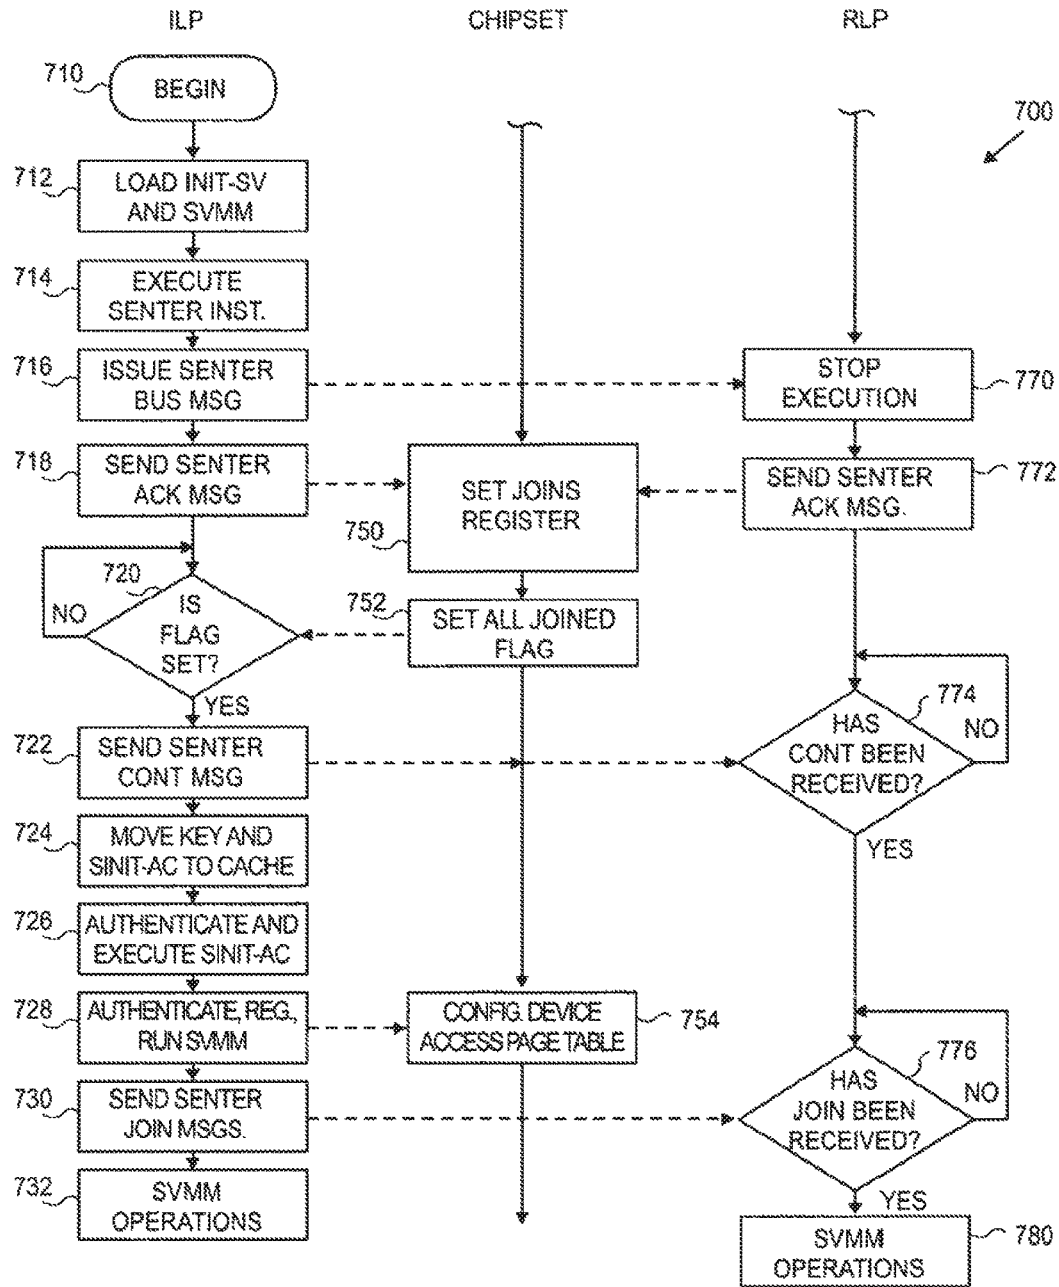 ILP
CHIPSET
RLP
700
710
BEGIN
712
LOAD INIT-SV
AND SVMM
714
EXECUTE
SENTER INST.
716
ISSUE SENTER
BUS MSG
STOP
EXECUTION
770
718
SEND SENTER
ACK MSG
SET JOINS
REGISTER
750
SEND SENTER
ACK MSG.
772
720
IS
FLAG
SET?
NO
YES
752
SET ALL JOINED
FLAG
774
HAS
CONT BEEN
RECEIVED?
NO
YES
722
SEND SENTER
CONT MSG
724
MOVE KEY AND
SINIT-AC TO CACHE
726
AUTHENTICATE AND
EXECUTE SINIT-AC
728
AUTHENTICATE, REG.,
RUN SVMM
CONFIG. DEVICE
ACCESS PAGE TABLE
754
776
HAS
JOIN BEEN
RECEIVED?
NO
YES
730
SEND SENTER
JOIN MSGS.
732
SVMM
OPERATIONS
SVMM
OPERATIONS
780